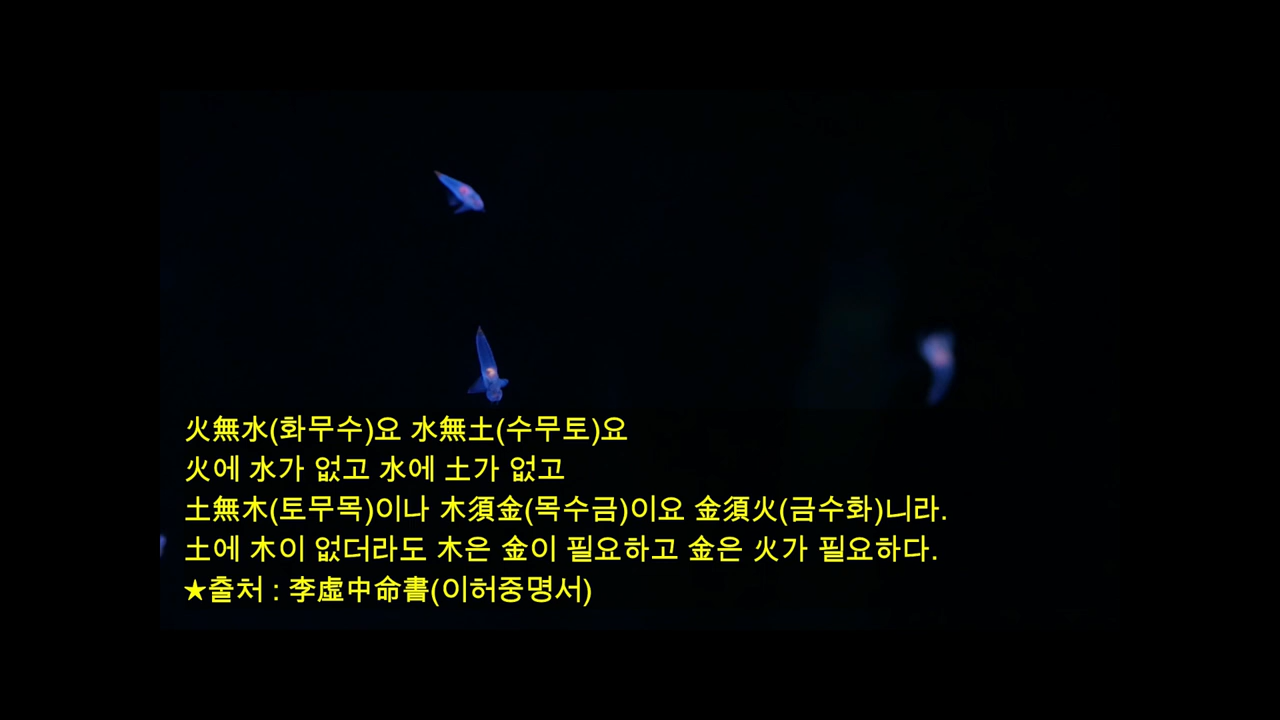 火無水(화무수)요 水無土(수무토)요
火에 水가 없고 水에 土가 없고
土無木(토무목)이나 木須金(목수금)이요 金須火(금수화)니라.
土에 木이 없더라도 木은 金이 필요하고 金은 火가 필요하다.
★출처 : 李虛中命書(이허중명서)